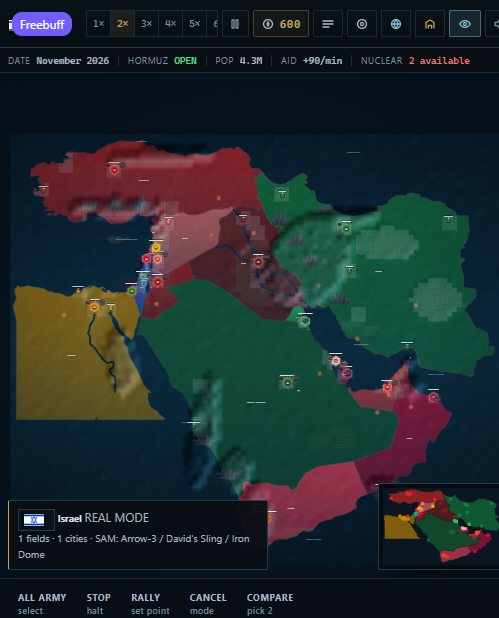 Freebuff 1× 2× 3× 4× 5× 6 600
DATE November 2026 HORMUZ OPEN POP 4.3M AID +90/min NUCLEAR 2 available
Israel REAL MODE
1 fields · 1 cities · SAM: Arrow-3 / David's Sling / Iron
Dome
ALL ARMY STOP RALLY CANCEL COMPARE
select halt set point mode pick 2